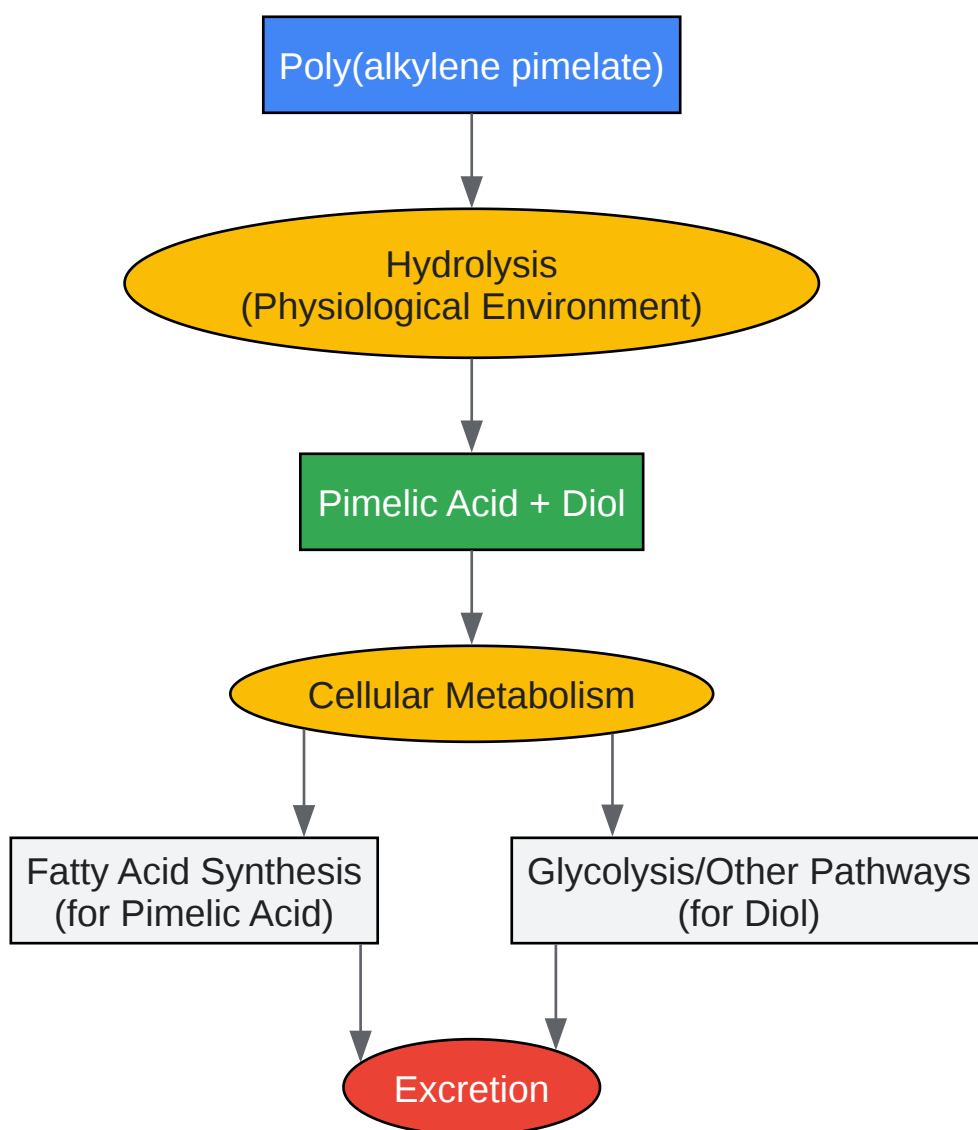 Poly(alkylene pimelate)
Hydrolysis
(Physiological Environment)
Pimelic Acid + Diol
Cellular Metabolism
Fatty Acid Synthesis
(for Pimelic Acid)
Glycolysis/Other Pathways
(for Diol)
Excretion